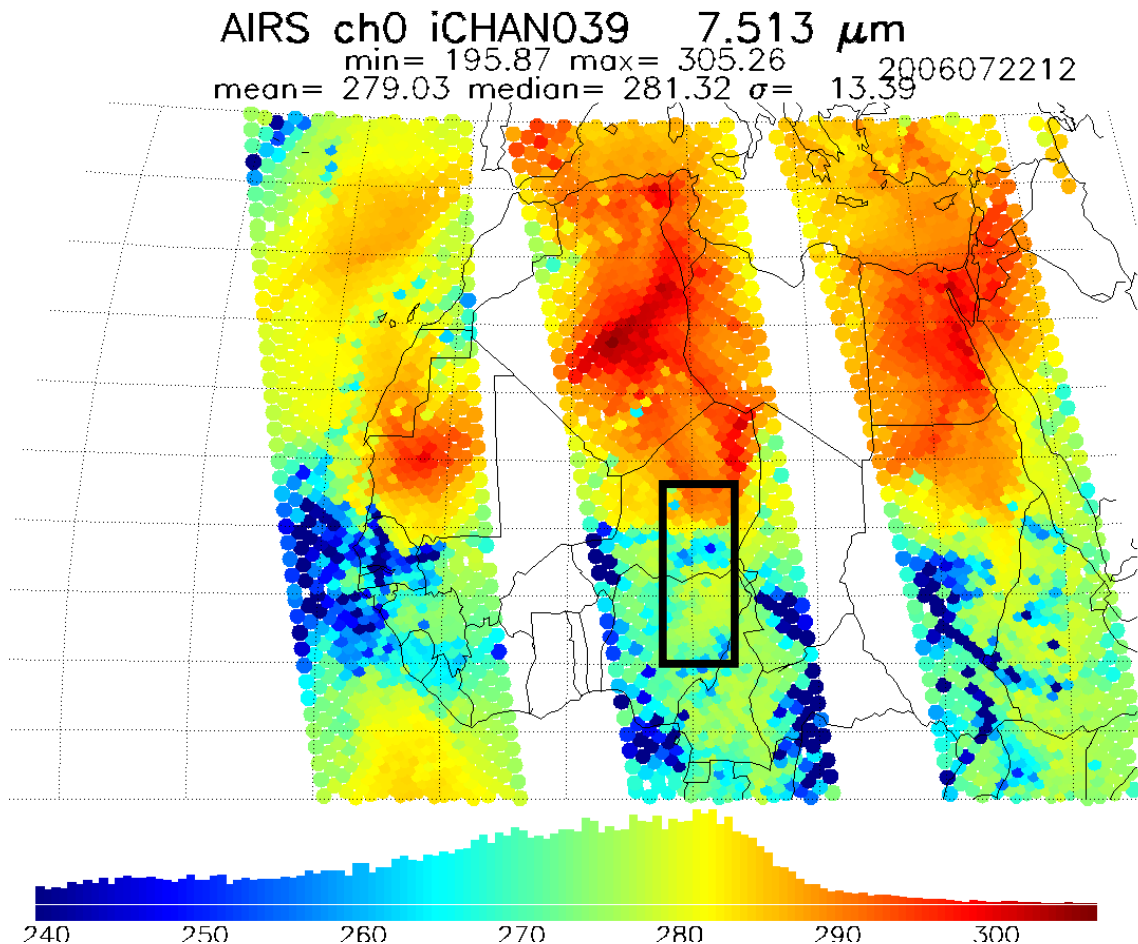 AIRS ch0 iCHAN039 7.513 μm
min= 195.87 max= 305.26
2006072212
mean= 279.03 median= 281.32 σ= 13.39
240 250 260 270 280 290 300